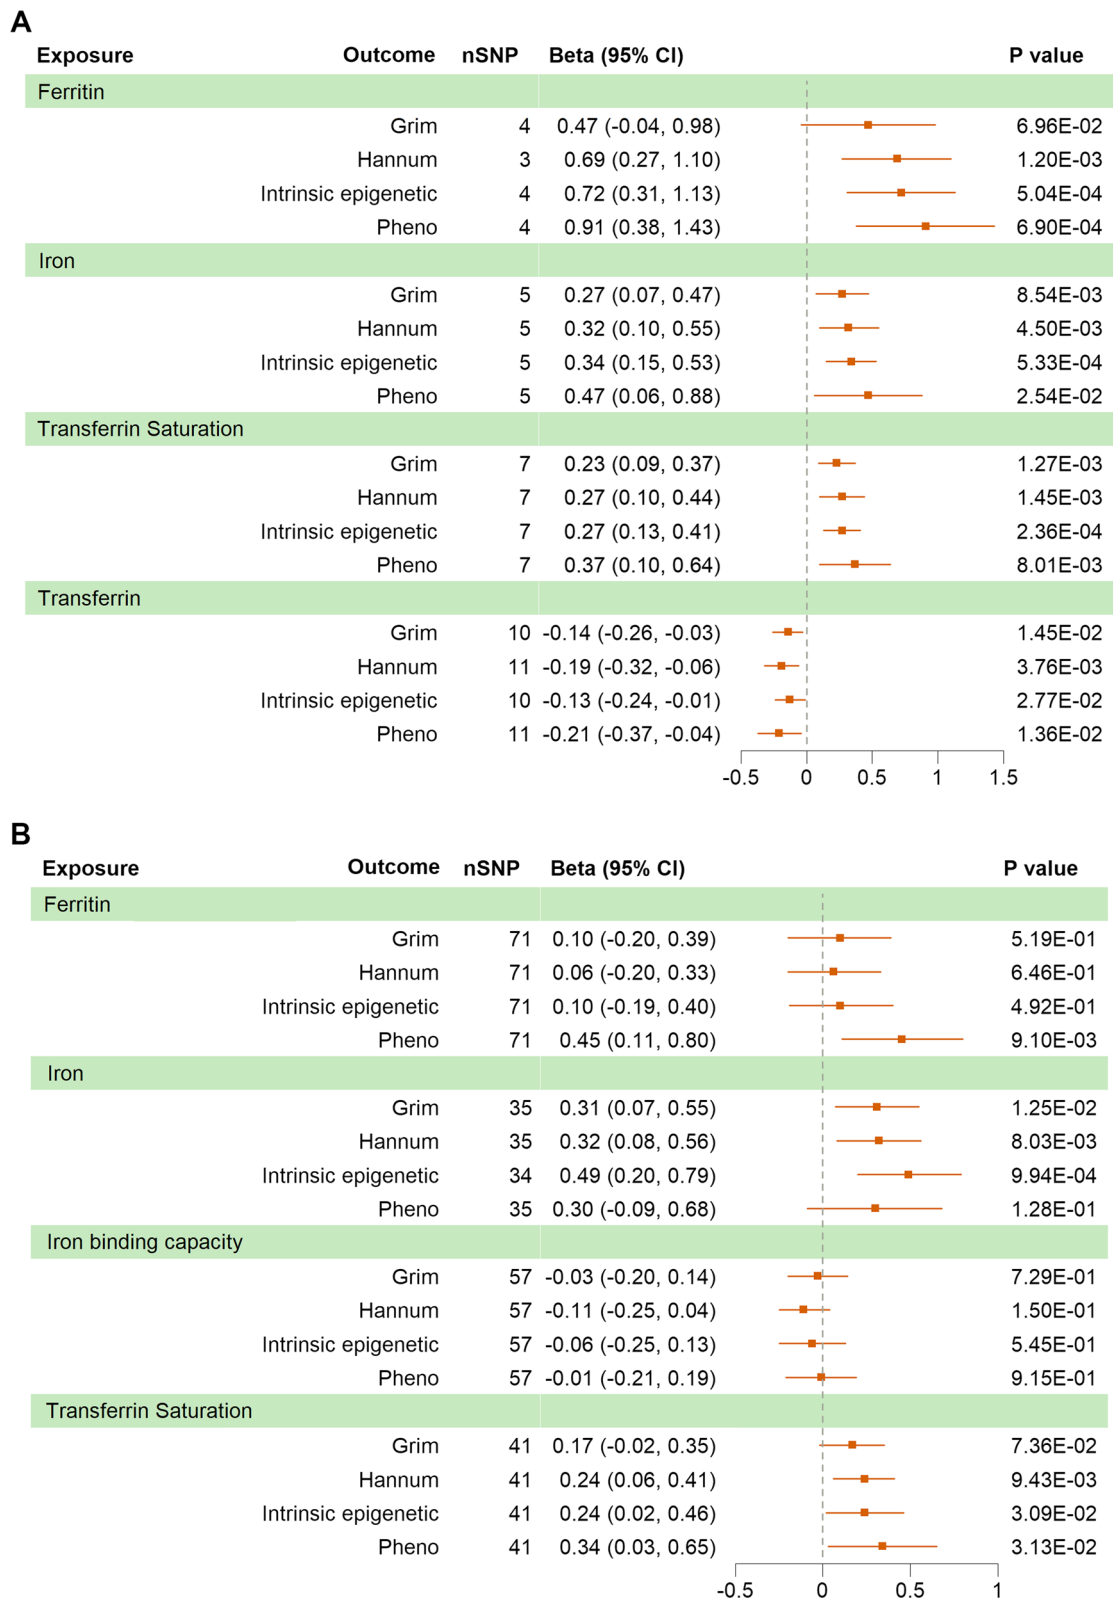 A
Exposure Outcome nSNP Beta (95% CI) P value
Ferritin
Grim 4 0.47 (-0.04, 0.98) 6.96E-02
Hannum 3 0.69 (0.27, 1.10) 1.20E-03
Intrinsic epigenetic 4 0.72 (0.31, 1.13) 5.04E-04
Pheno 4 0.91 (0.38, 1.43) 6.90E-04
Iron
Grim 5 0.27 (0.07, 0.47) 8.54E-03
Hannum 5 0.32 (0.10, 0.55) 4.50E-03
Intrinsic epigenetic 5 0.34 (0.15, 0.53) 5.33E-04
Pheno 5 0.47 (0.06, 0.88) 2.54E-02
Transferrin Saturation
Grim 7 0.23 (0.09, 0.37) 1.27E-03
Hannum 7 0.27 (0.10, 0.44) 1.45E-03
Intrinsic epigenetic 7 0.27 (0.13, 0.41) 2.36E-04
Pheno 7 0.37 (0.10, 0.64) 8.01E-03
Transferrin
Grim 10 -0.14 (-0.26, -0.03) 1.45E-02
Hannum 11 -0.19 (-0.32, -0.06) 3.76E-03
Intrinsic epigenetic 10 -0.13 (-0.24, -0.01) 2.77E-02
Pheno 11 -0.21 (-0.37, -0.04) 1.36E-02
-0.5 0 0.5 1 1.5
B
Exposure Outcome nSNP Beta (95% CI) P value
Ferritin
Grim 71 0.10 (-0.20, 0.39) 5.19E-01
Hannum 71 0.06 (-0.20, 0.33) 6.46E-01
Intrinsic epigenetic 71 0.10 (-0.19, 0.40) 4.92E-01
Pheno 71 0.45 (0.11, 0.80) 9.10E-03
Iron
Grim 35 0.31 (0.07, 0.55) 1.25E-02
Hannum 35 0.32 (0.08, 0.56) 8.03E-03
Intrinsic epigenetic 34 0.49 (0.20, 0.79) 9.94E-04
Pheno 35 0.30 (-0.09, 0.68) 1.28E-01
Iron binding capacity
Grim 57 -0.03 (-0.20, 0.14) 7.29E-01
Hannum 57 -0.11 (-0.25, 0.04) 1.50E-01
Intrinsic epigenetic 57 -0.06 (-0.25, 0.13) 5.45E-01
Pheno 57 -0.01 (-0.21, 0.19) 9.15E-01
Transferrin Saturation
Grim 41 0.17 (-0.02, 0.35) 7.36E-02
Hannum 41 0.24 (0.06, 0.41) 9.43E-03
Intrinsic epigenetic 41 0.24 (0.02, 0.46) 3.09E-02
Pheno 41 0.34 (0.03, 0.65) 3.13E-02
-0.5 0 0.5 1